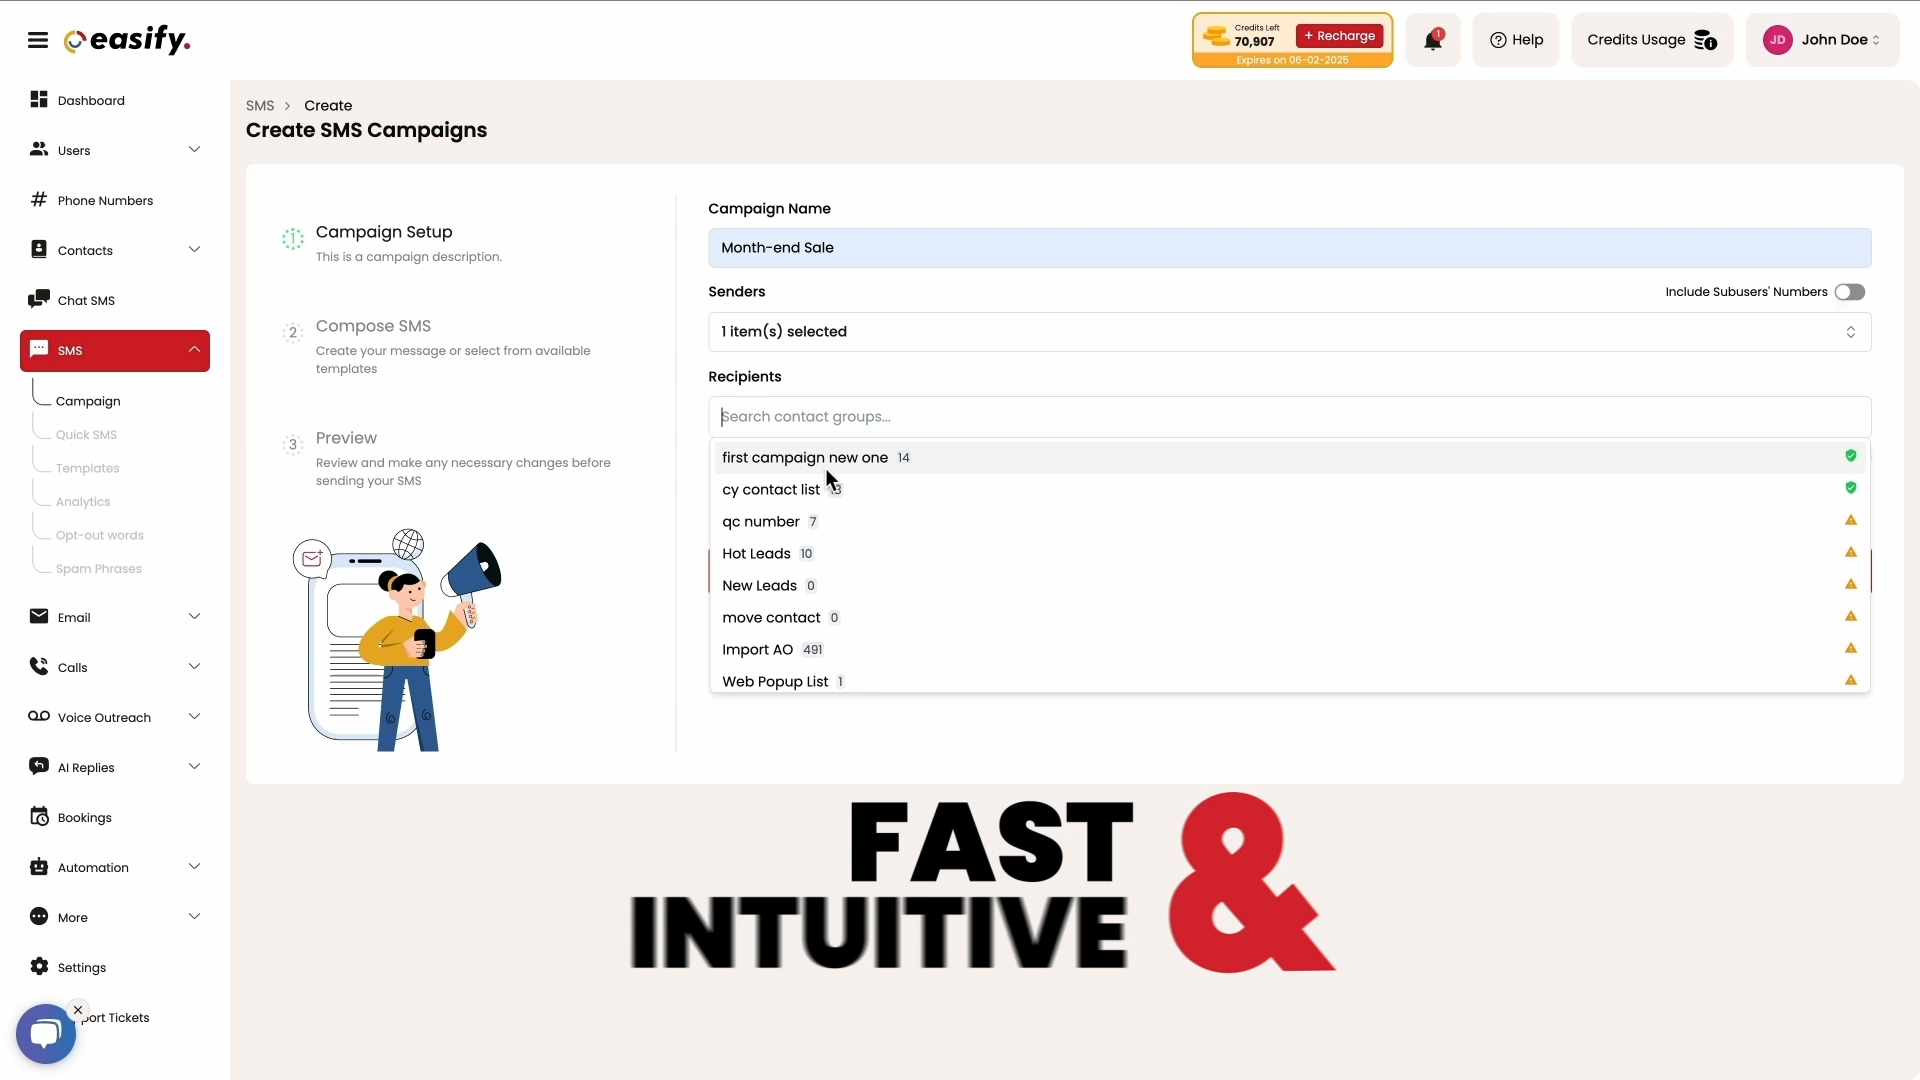 easify.
Credits Left
70,907
+ Recharge
Expires on 06-02-2025
1
Help
Credits Usage
JD
John Doe
Dashboard
Users
Phone Numbers
Contacts
Chat SMS
SMS
Campaign
Quick SMS
Templates
Analytics
Opt-out words
Spam Phrases
Email
Calls
Voice Outreach
AI Replies
Bookings
Automation
More
Settings
port Tickets
SMS > Create
Create SMS Campaigns
1
Campaign Setup
This is a campaign description.
2
Compose SMS
Create your message or select from available
templates
3
Preview
Review and make any necessary changes before
sending your SMS
Campaign Name
Month-end Sale
Senders
Include Subusers' Numbers
1 item(s) selected
Recipients
Search contact groups...
first campaign new one 14
cy contact list
qc number 7
Hot Leads 10
New Leads 0
move contact 0
Import AO 491
Web Popup List 1
FAST &
INTUITIVE